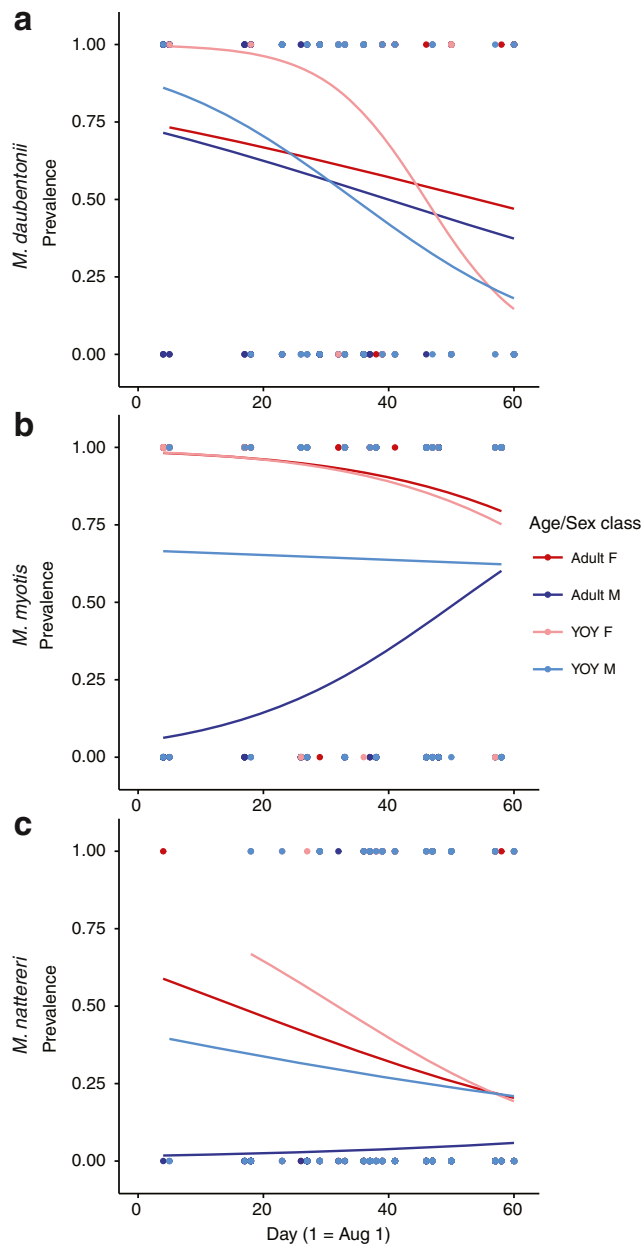 a
M. daubentonii
Prevalence
1.00
0.75
0.50
0.25
0.00
0 20 40 60
b
M. myotis
Prevalence
1.00
0.75
0.50
0.25
0.00
0 20 40 60
Age/Sex class
Adult F
Adult M
YOY F
YOY M
c
M. nattereri
Prevalence
1.00
0.75
0.50
0.25
0.00
0 20 40 60
Day (1 = Aug 1)